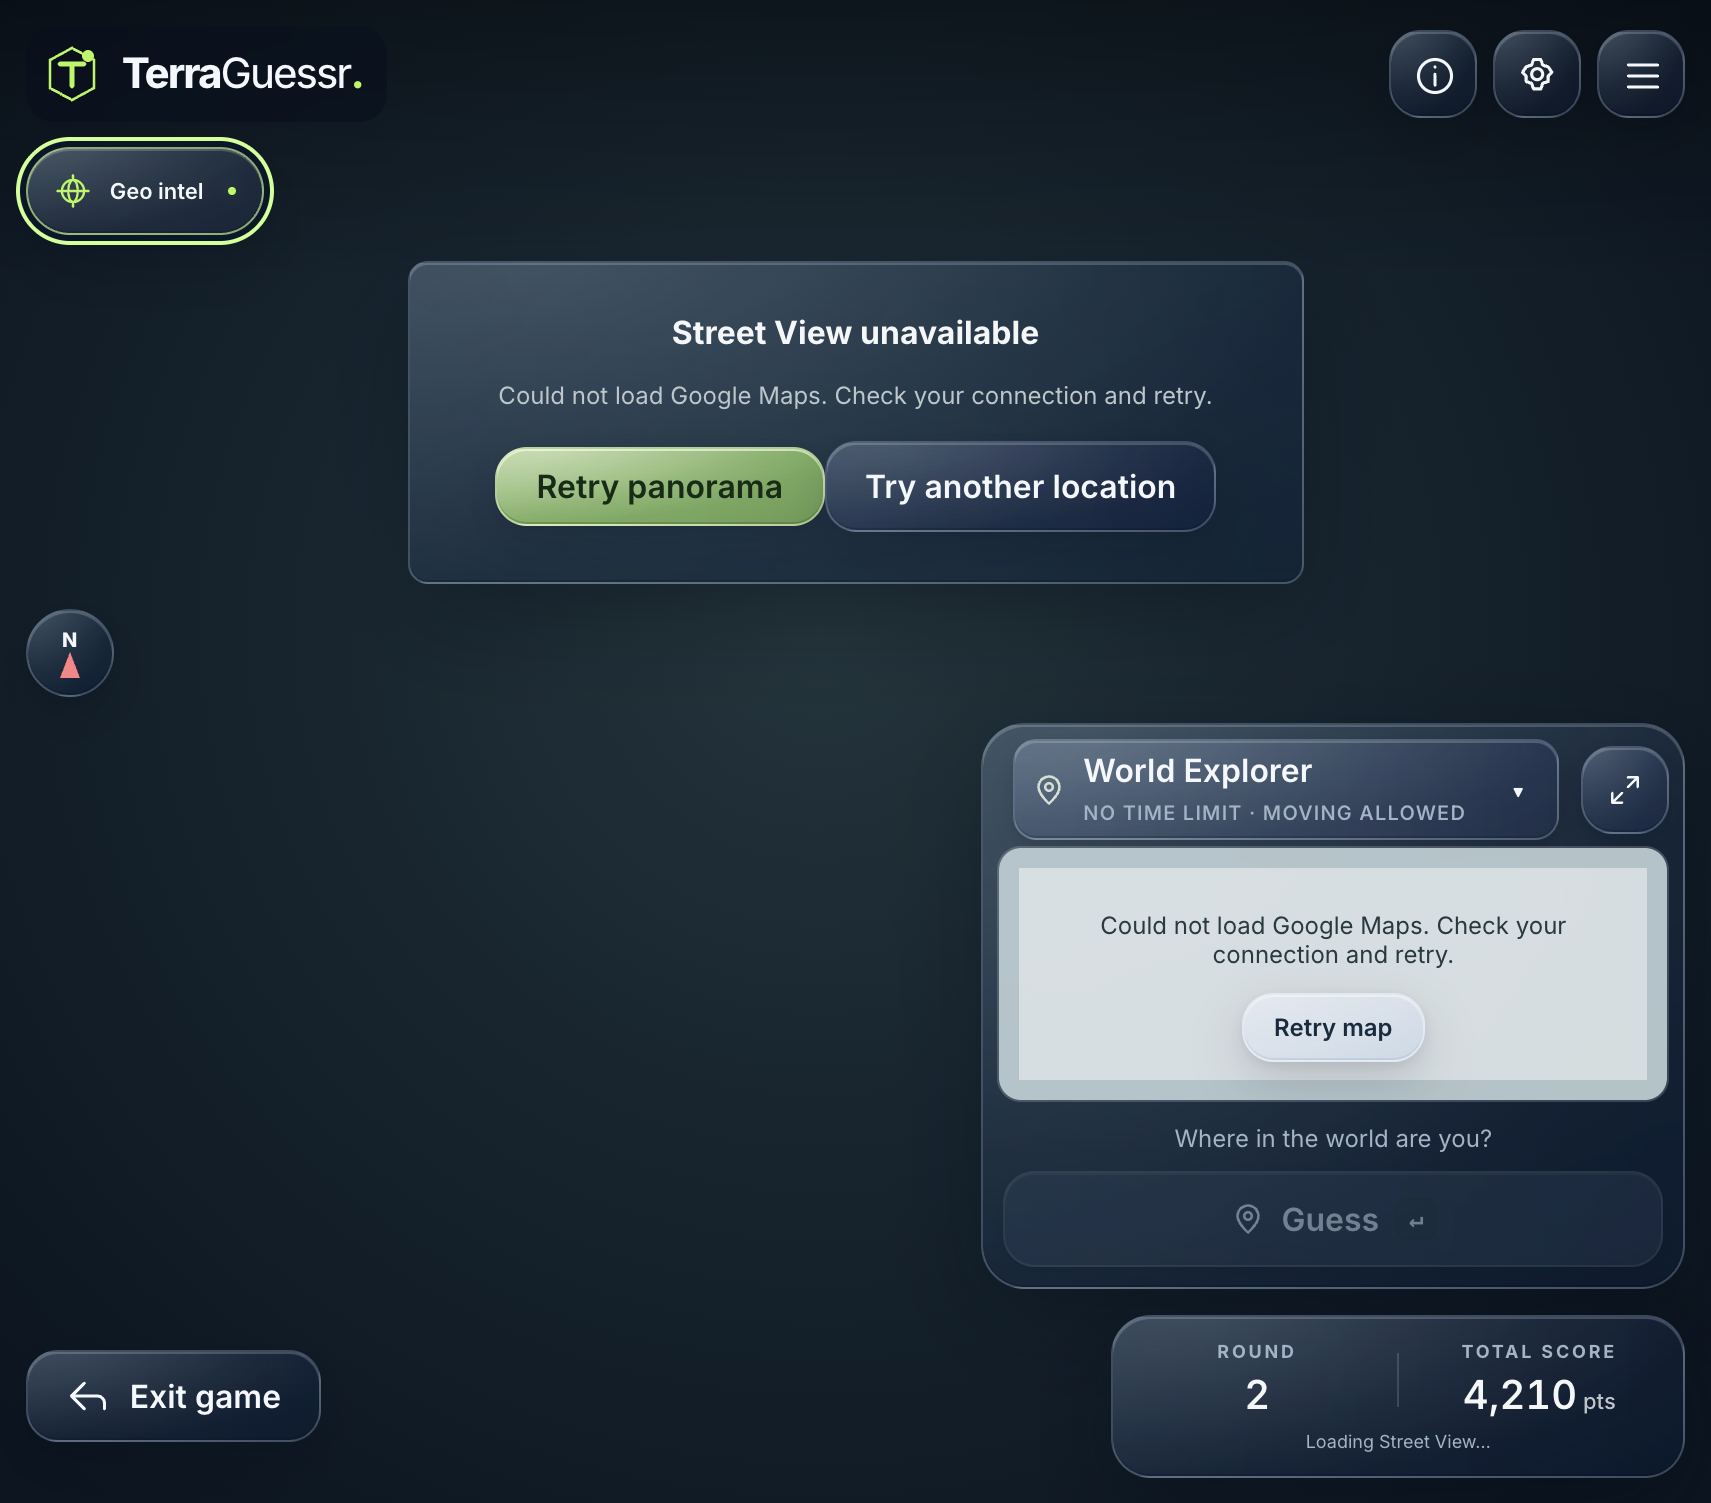 TerraGuessr.
Geo intel
Street View unavailable
Could not load Google Maps. Check your connection and retry.
Retry panorama
Try another location
N
World Explorer
NO TIME LIMIT · MOVING ALLOWED
Could not load Google Maps. Check your
connection and retry.
Retry map
Where in the world are you?
Guess ↵
ROUND
2
TOTAL SCORE
4,210 pts
Loading Street View...
Exit game